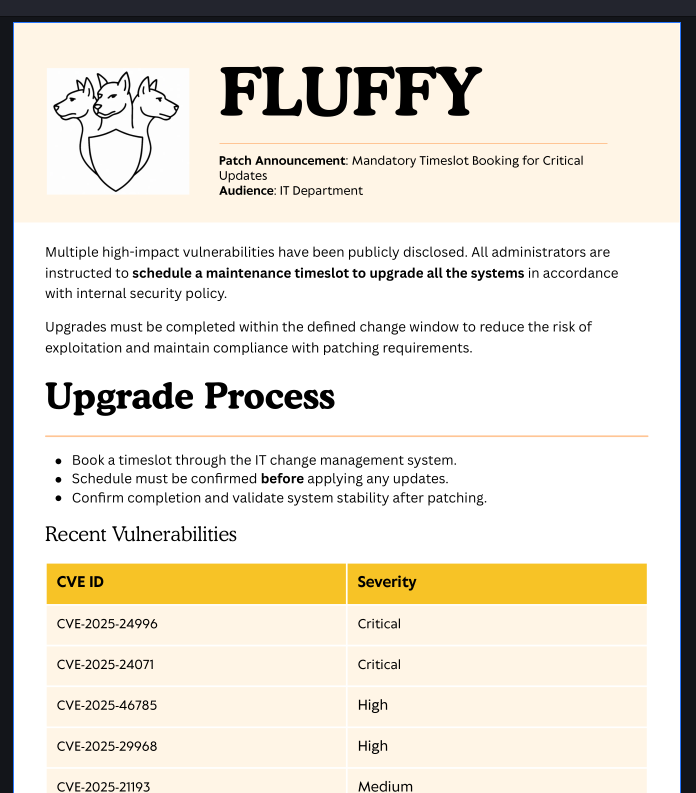 FLUFFY
Patch Announcement: Mandatory Timeslot Booking for Critical
Updates
Audience: IT Department
Multiple high-impact vulnerabilities have been publicly disclosed. All administrators are
instructed to schedule a maintenance timeslot to upgrade all the systems in accordance
with internal security policy.
Upgrades must be completed within the defined change window to reduce the risk of
exploitation and maintain compliance with patching requirements.
Upgrade Process
• Book a timeslot through the IT change management system.
• Schedule must be confirmed before applying any updates.
• Confirm completion and validate system stability after patching.
Recent Vulnerabilities
CVE ID Severity
CVE-2025-24996 Critical
CVE-2025-24071 Critical
CVE-2025-46785 High
CVE-2025-29968 High
CVE-2025-21193 Medium